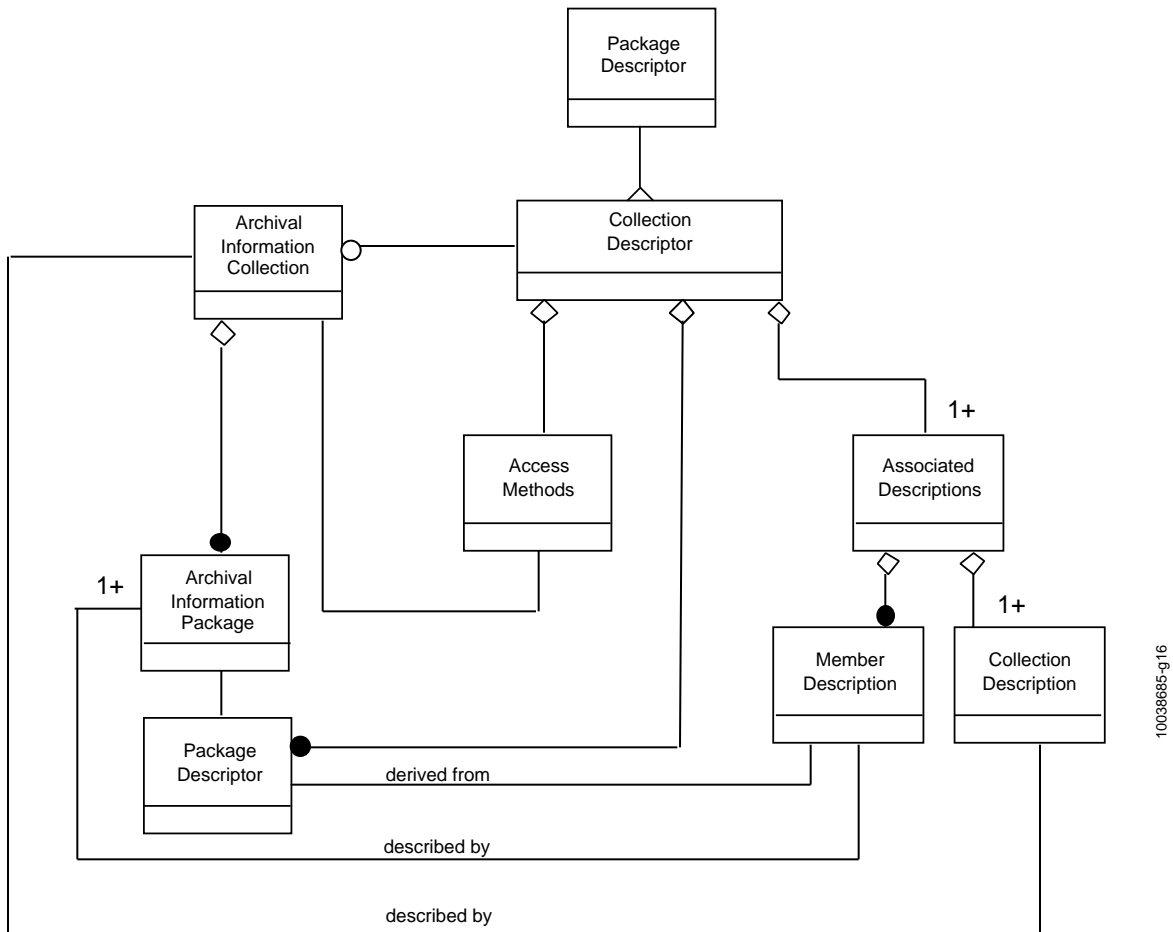 Package
Descriptor
Archival
Information
Collection
Collection
Descriptor
1+
Access
Methods
Associated
Descriptions
1+
Archival
Information
Package
1+
Member
Description
Collection
Description
Package
Descriptor
derived from
described by
described by
10038685-g16